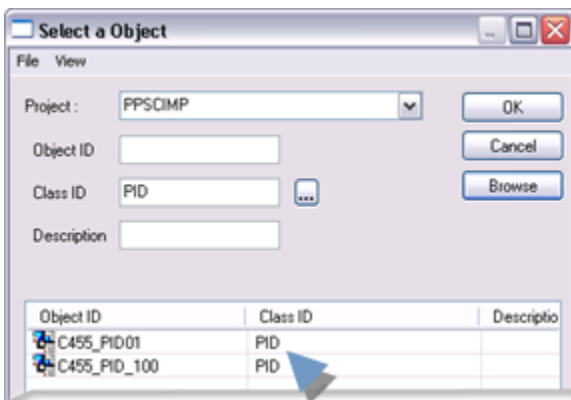 Select a Object
File View
Project : PPSCIMP OK
Object ID Cancel
Class ID PID ... Browse
Description
Object ID Class ID Descriptio
C455_PID01 PID
C455_PID_100 PID